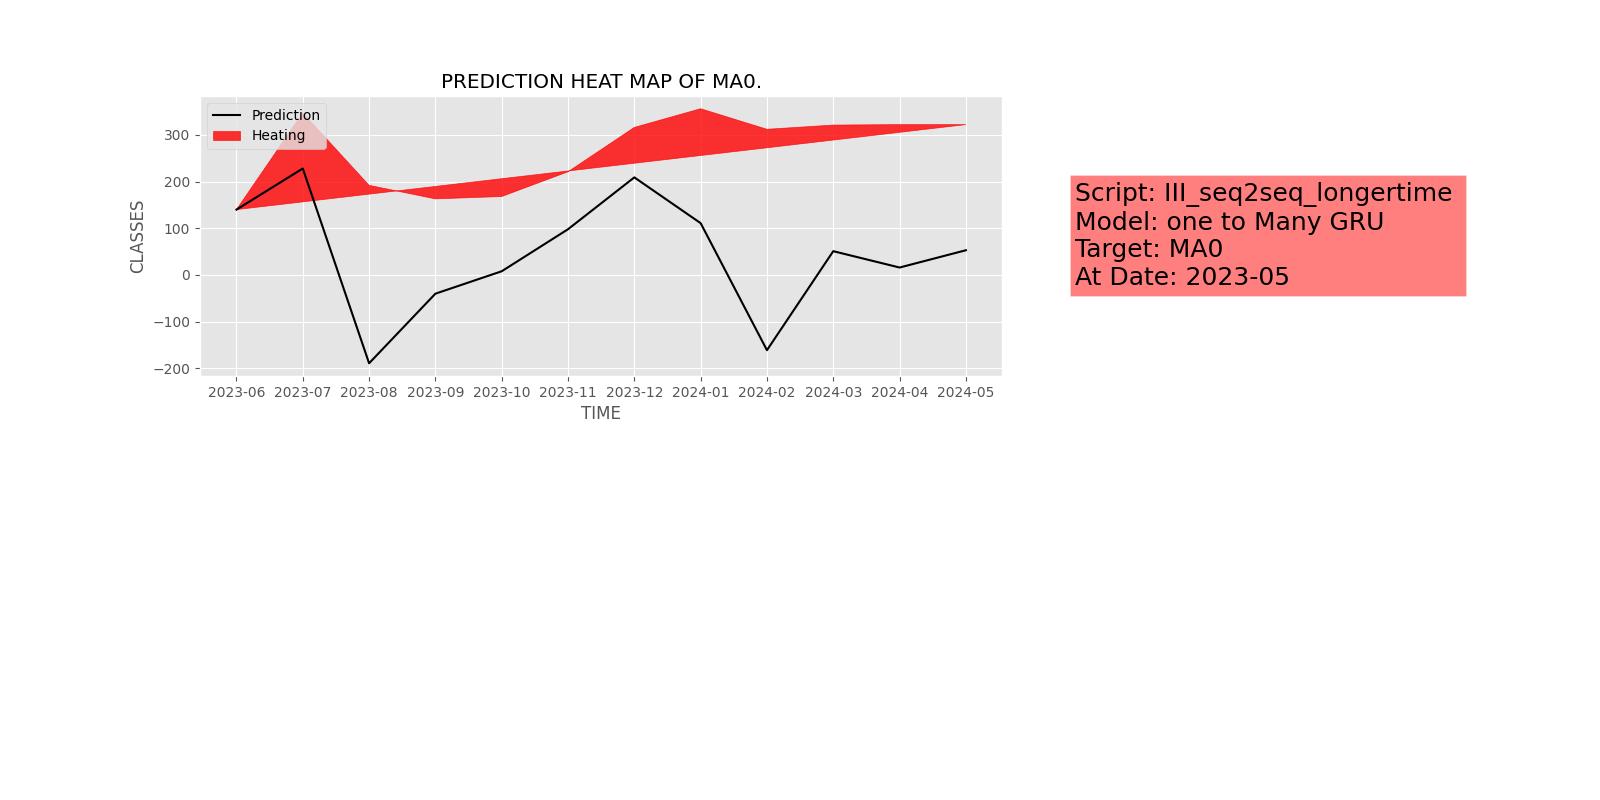 PREDICTION HEAT MAP OF MA0.
Prediction
Heating
CLASSES
300
200
100
0
−100
−200
2023-06 2023-07 2023-08 2023-09 2023-10 2023-11 2023-12 2024-01 2024-02 2024-03 2024-04 2024-05
TIME
Script: III_seq2seq_longertime
Model: one to Many GRU
Target: MA0
At Date: 2023-05